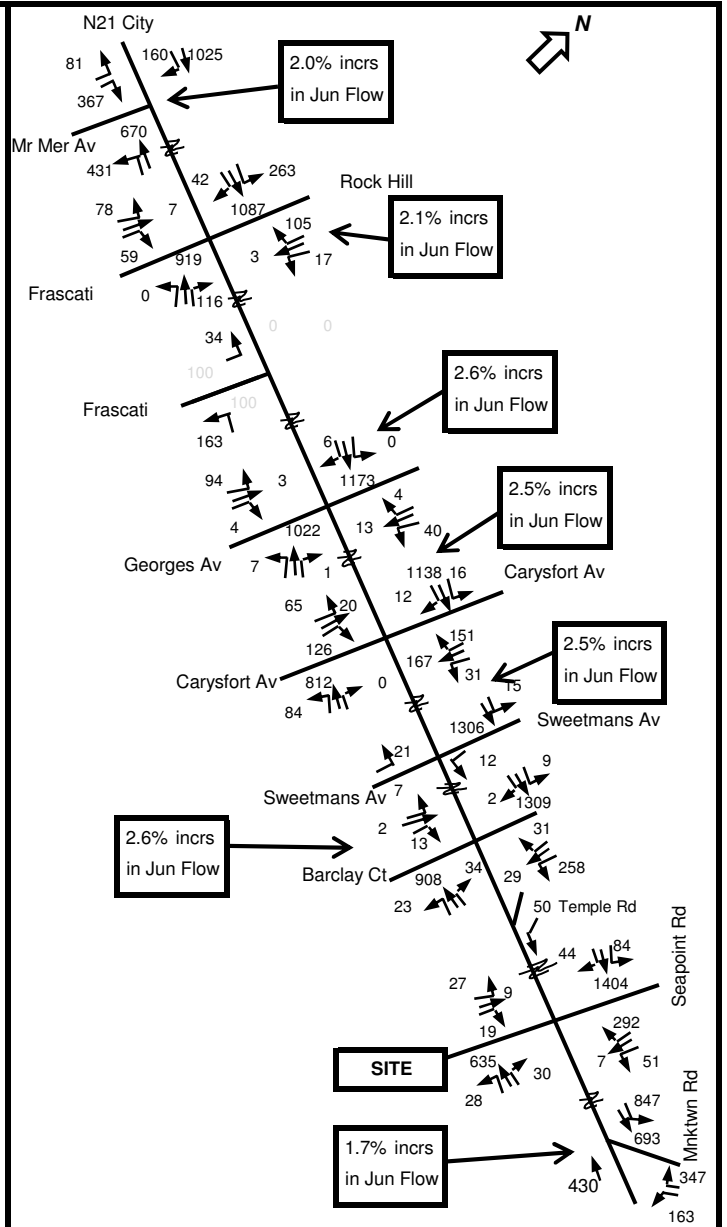 N21 City
N
81
160
1025
2.0% incrs
in Jun Flow
367
Mr Mer Av
670
431
42
263
Rock Hill
78
7
1087
105
2.1% incrs
in Jun Flow
59
919
3
17
Frascati
0
116
0
0
34
100
Frascati
100
163
2.6% incrs
in Jun Flow
6
0
94
3
1173
4
4
1022
13
40
2.5% incrs
in Jun Flow
Georges Av
7
1
1138
16
Carysfort Av
12
65
20
151
126
167
31
2.5% incrs
in Jun Flow
Carysfort Av
812
0
15
84
1306
Sweetmans Av
21
12
9
Sweetmans Av
7
2
1309
2
13
31
2.6% incrs
in Jun Flow
Barclay Ct
908
34
29
258
23
50
Temple Rd
44
84
Seapoint Rd
27
9
1404
19
292
SITE
635
7
51
28
30
847
693
Mnktwn Rd
1.7% incrs
in Jun Flow
430
347
163